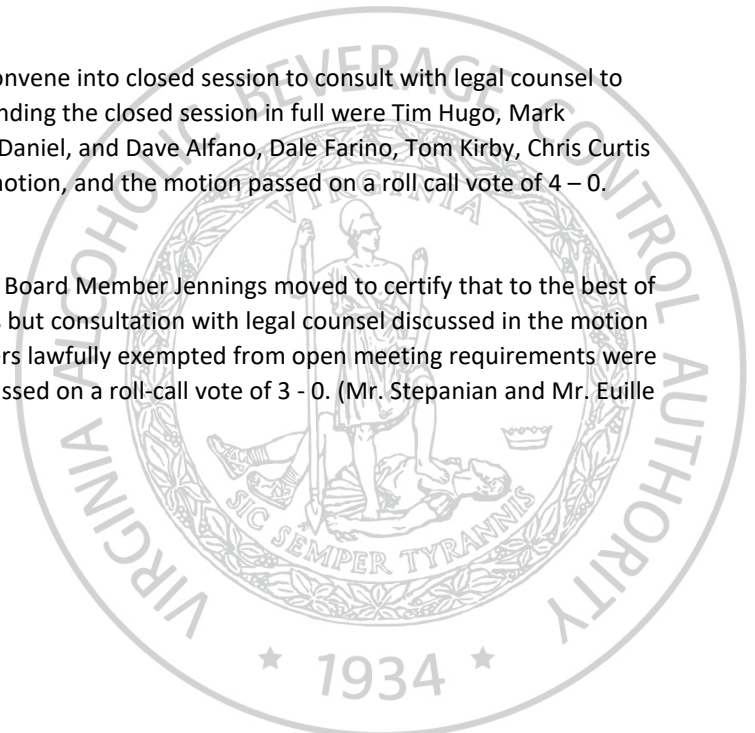 onvene into closed session to consult with legal counsel to
nding the closed session in full were Tim Hugo, Mark
Daniel, and Dave Alfano, Dale Farino, Tom Kirby, Chris Curtis
notion, and the motion passed on a roll call vote of 4 – 0.
Board Member Jennings moved to certify that to the best of
s but consultation with legal counsel discussed in the motion
ers lawfully exempted from open meeting requirements were
ssed on a roll-call vote of 3 - 0. (Mr. Stepanian and Mr. Euille
VIRGINIA ALCOHOLIC BEVERAGE CONTROL AUTHORITY
VIRGINIA
SIC SEMPER TYRANNIS
* 1934 *